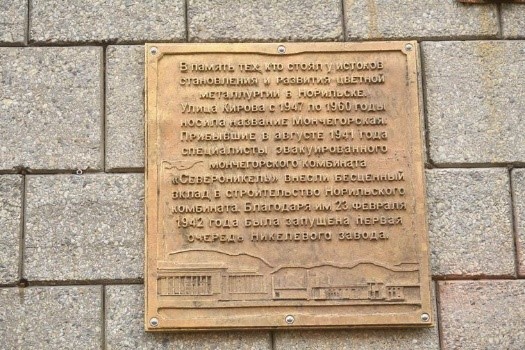 В память тех, кто стоял у истоков
становления и развития цветной
металлургии в Норильске.
Улица Кирова с 1947 по 1960 годы
носила название Мончегорская.
Прибывшие в августе 1941 года
специалисты эвакуированного
мончегорского комбината
«Североникель» внесли бесценный
вклад в строительство Норильского
комбината. Благодаря им 23 февраля
1942 года была запущена первая
очередь никелевого завода.